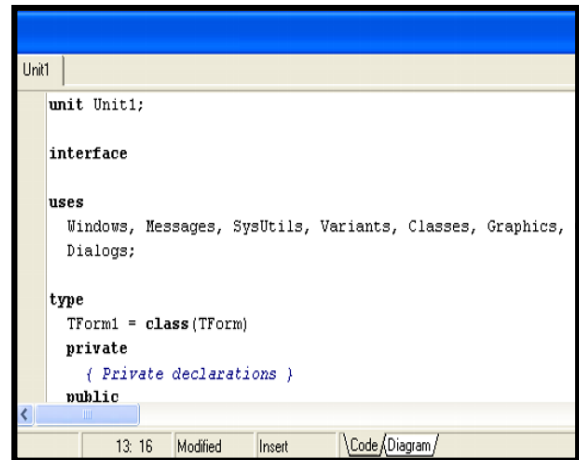 Unit1
unit Unit1;
interface
uses
Windows, Messages, SysUtils, Variants, Classes, Graphics,
Dialogs;
type
TForm1 = class(TForm)
private
{ Private declarations }
public
13: 16 Modified Insert Code Diagram